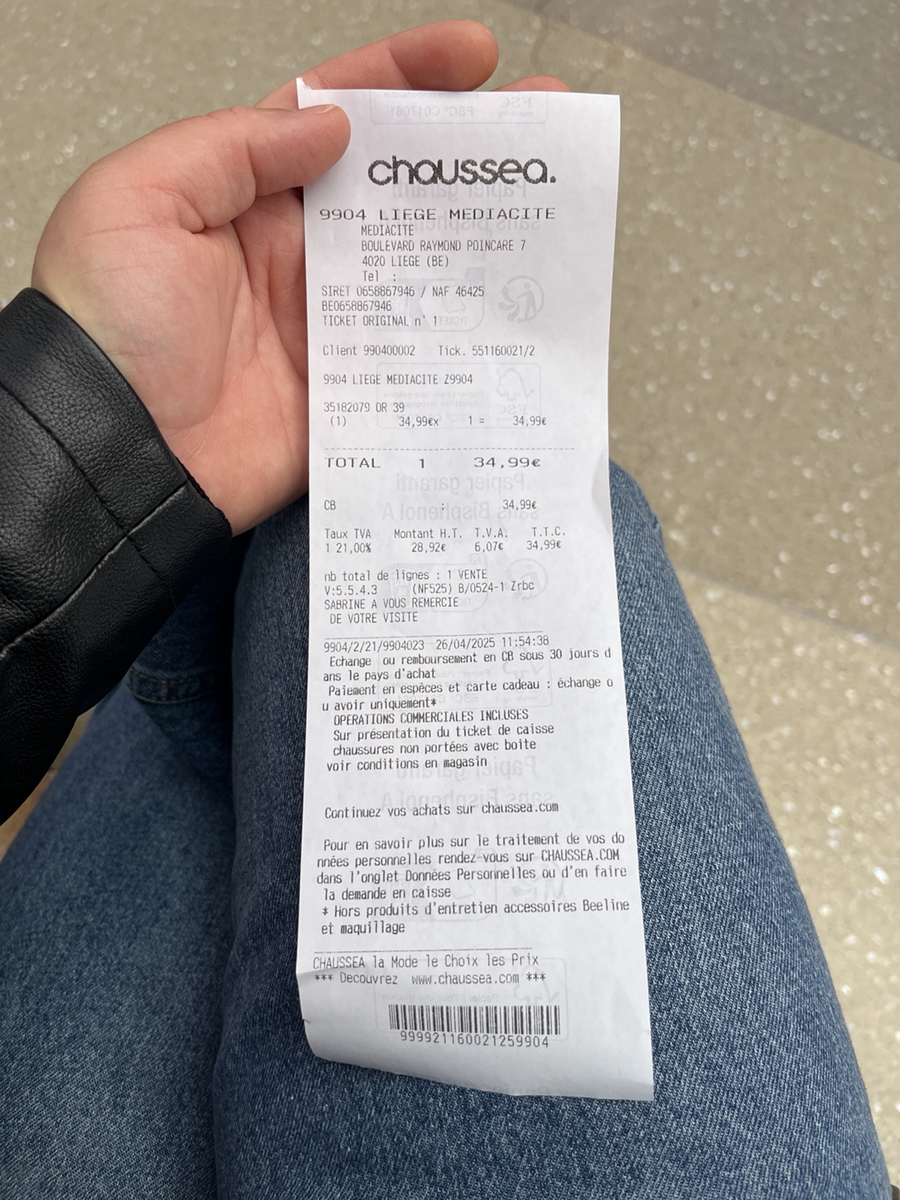 chaussea.
9904 LIEGE MEDIACITE
MEDIACITE
BOULEVARD RAYMOND POINCARE 7
4020 LIEGE (BE)
Tel :
SIRET 0658867946 / NAF 46425
BE0658867946
TICKET ORIGINAL n° 1
Client 990400002 Tick. 551160021/2
9904 LIEGE MEDIACITE Z9904
35182079 OR 39
(1) 34,99€x 1 = 34,99€
TOTAL 1 34,99€
CB : 34,99€
Taux TVA Montant H.T. T.V.A. T.T.C.
1 21,00% 28,92€ 6,07€ 34,99€
nb total de lignes : 1 VENTE
V:5.5.4.3 (NF525) B/0524-1 Zrbc
SABRINE A VOUS REMERCIE
DE VOTRE VISITE
9904/2/21/9904023 26/04/2025 11:54:38
Echange ou remboursement en CB sous 30 jours d
ans le pays d'achat
Paiement en espèces et carte cadeau : échange o
u avoir uniquement*
OPERATIONS COMMERCIALES INCLUSES
Sur présentation du ticket de caisse
chaussures non portées avec boite
voir conditions en magasin
Continuez vos achats sur chaussea.com
Pour en savoir plus sur le traitement de vos do
nnées personnelles rendez-vous sur CHAUSSEA.COM
dans l'onglet Données Personnelles ou d'en faire
la demande en caisse
* Hors produits d'entretien accessoires Beeline
et maquillage
CHAUSSEA la Mode le Choix les Prix
*** Decouvrez www.chaussea.com ***
999921160021259904